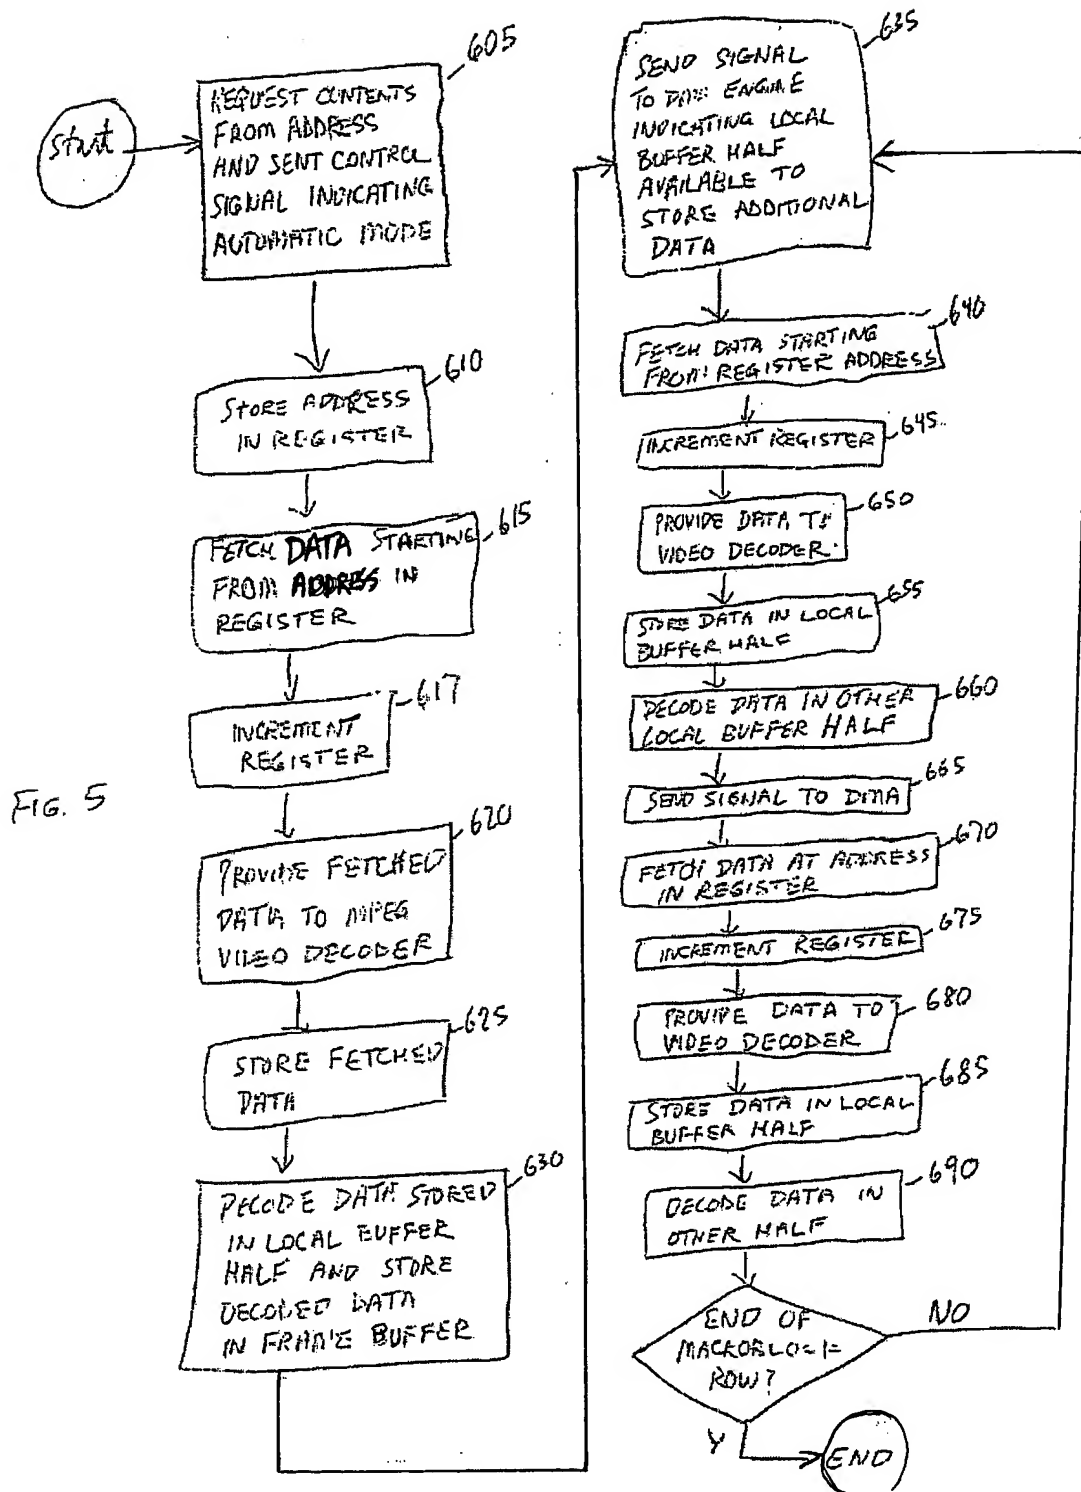 605
Start
REQUEST CONTENTS
FROM ADDRESS
AND SENT CONTROL
SIGNAL INDICATING
AUTOMATIC MODE
610
STORE ADDRESS
IN REGISTER
615
FETCH DATA STARTING
FROM ADDRESS IN
REGISTER
617
INCREMENT
REGISTER
FIG. 5
620
PROVIDE FETCHED
DATA TO MPEG
VIDEO DECODER
625
STORE FETCHED
DATA
630
DECODE DATA STORED
IN LOCAL BUFFER
HALF AND STORE
DECODED DATA
IN FRAME BUFFER
635
SEND SIGNAL
TO DMA ENGINE
INDICATING LOCAL
BUFFER HALF
AVAILABLE TO
STORE ADDITIONAL
DATA
640
FETCH DATA STARTING
FROM REGISTER ADDRESS
645
INCREMENT REGISTER
650
PROVIDE DATA TO
VIDEO DECODER
655
STORE DATA IN LOCAL
BUFFER HALF
660
DECODE DATA IN OTHER
LOCAL BUFFER HALF
665
SEND SIGNAL TO DMA
670
FETCH DATA AT ADDRESS
IN REGISTER
675
INCREMENT REGISTER
680
PROVIDE DATA TO
VIDEO DECODER
685
STORE DATA IN LOCAL
BUFFER HALF
690
DECODE DATA IN
OTHER HALF
END OF
ROW?
NO
Y
END